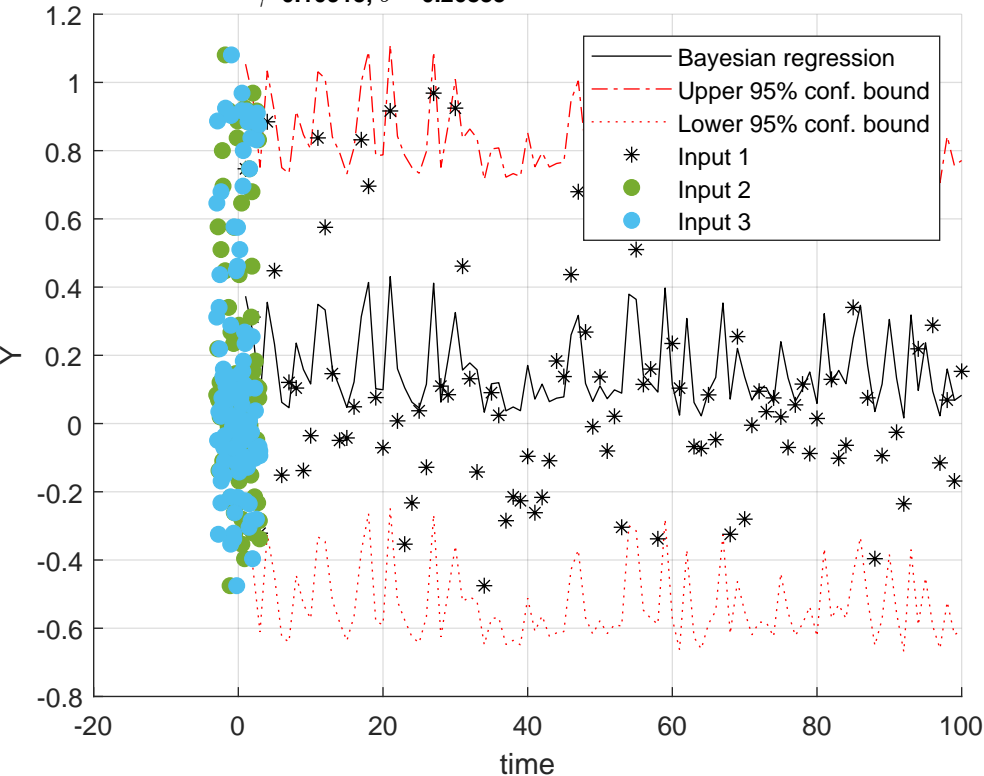 1.2
1
0.8
0.6
0.4
0.2
0
-0.2
-0.4
-0.6
-0.8
Y
-20
0
20
40
60
80
100
time
Bayesian regression
Upper 95% conf. bound
Lower 95% conf. bound
Input 1
Input 2
Input 3